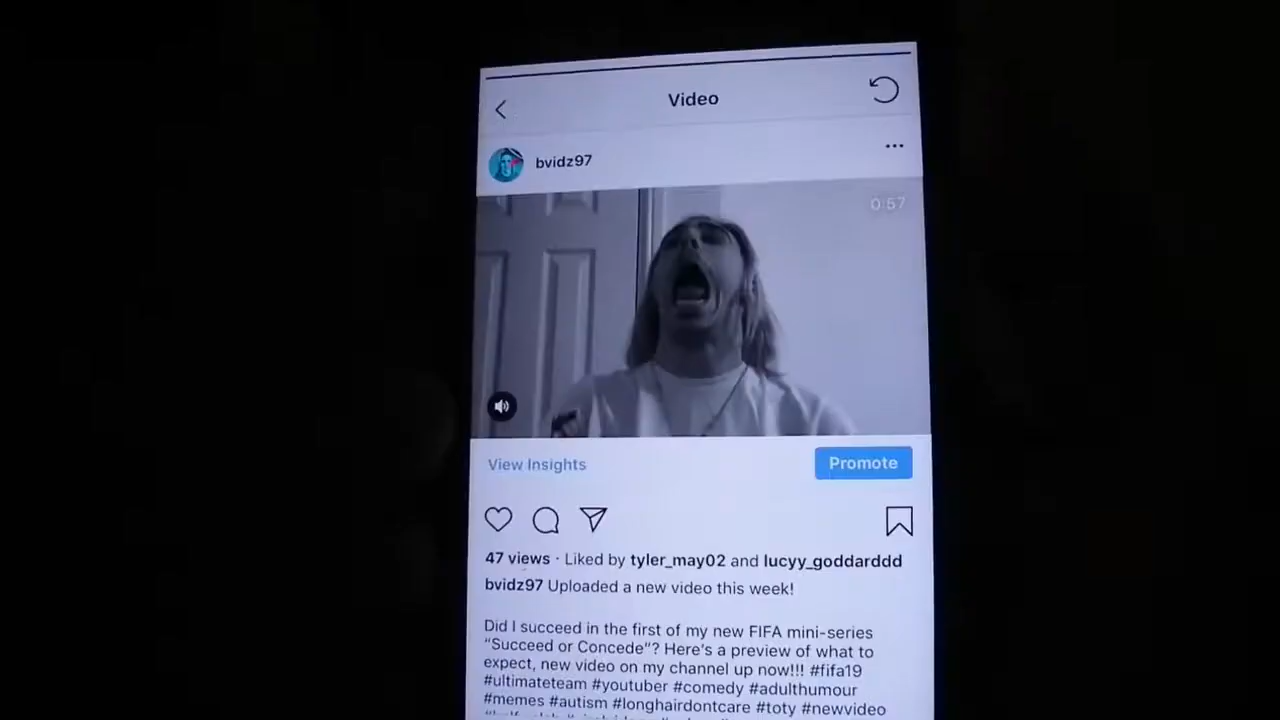 Video
bvidz97
0:57
View Insights
Promote
47 views · Liked by tyler_may02 and lucyy_goddarddd
bvidz97 Uploaded a new video this week!
Did I succeed in the first of my new FIFA mini-series
“Succeed or Concede”? Here’s a preview of what to
expect, new video on my channel up now!!! #fifa19
#ultimateteam #youtuber #comedy #adulthumour
#memes #autism #longhairdontcare #toty #newvideo